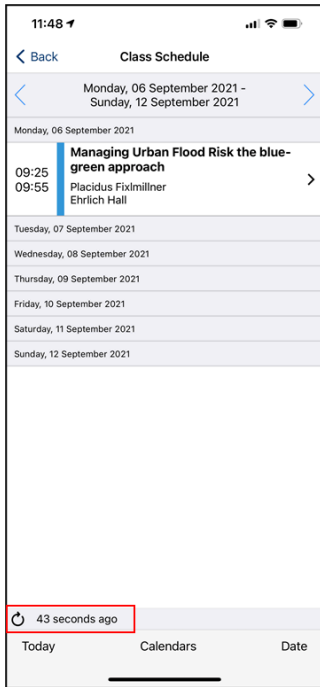 11:48
Back
Class Schedule
Monday, 06 September 2021 -
Sunday, 12 September 2021
Monday, 06 September 2021
Managing Urban Flood Risk the blue-
green approach
09:25
09:55
Placidus Fixlmillner
Ehrlich Hall
Tuesday, 07 September 2021
Wednesday, 08 September 2021
Thursday, 09 September 2021
Friday, 10 September 2021
Saturday, 11 September 2021
Sunday, 12 September 2021
43 seconds ago
Today
Calendars
Date